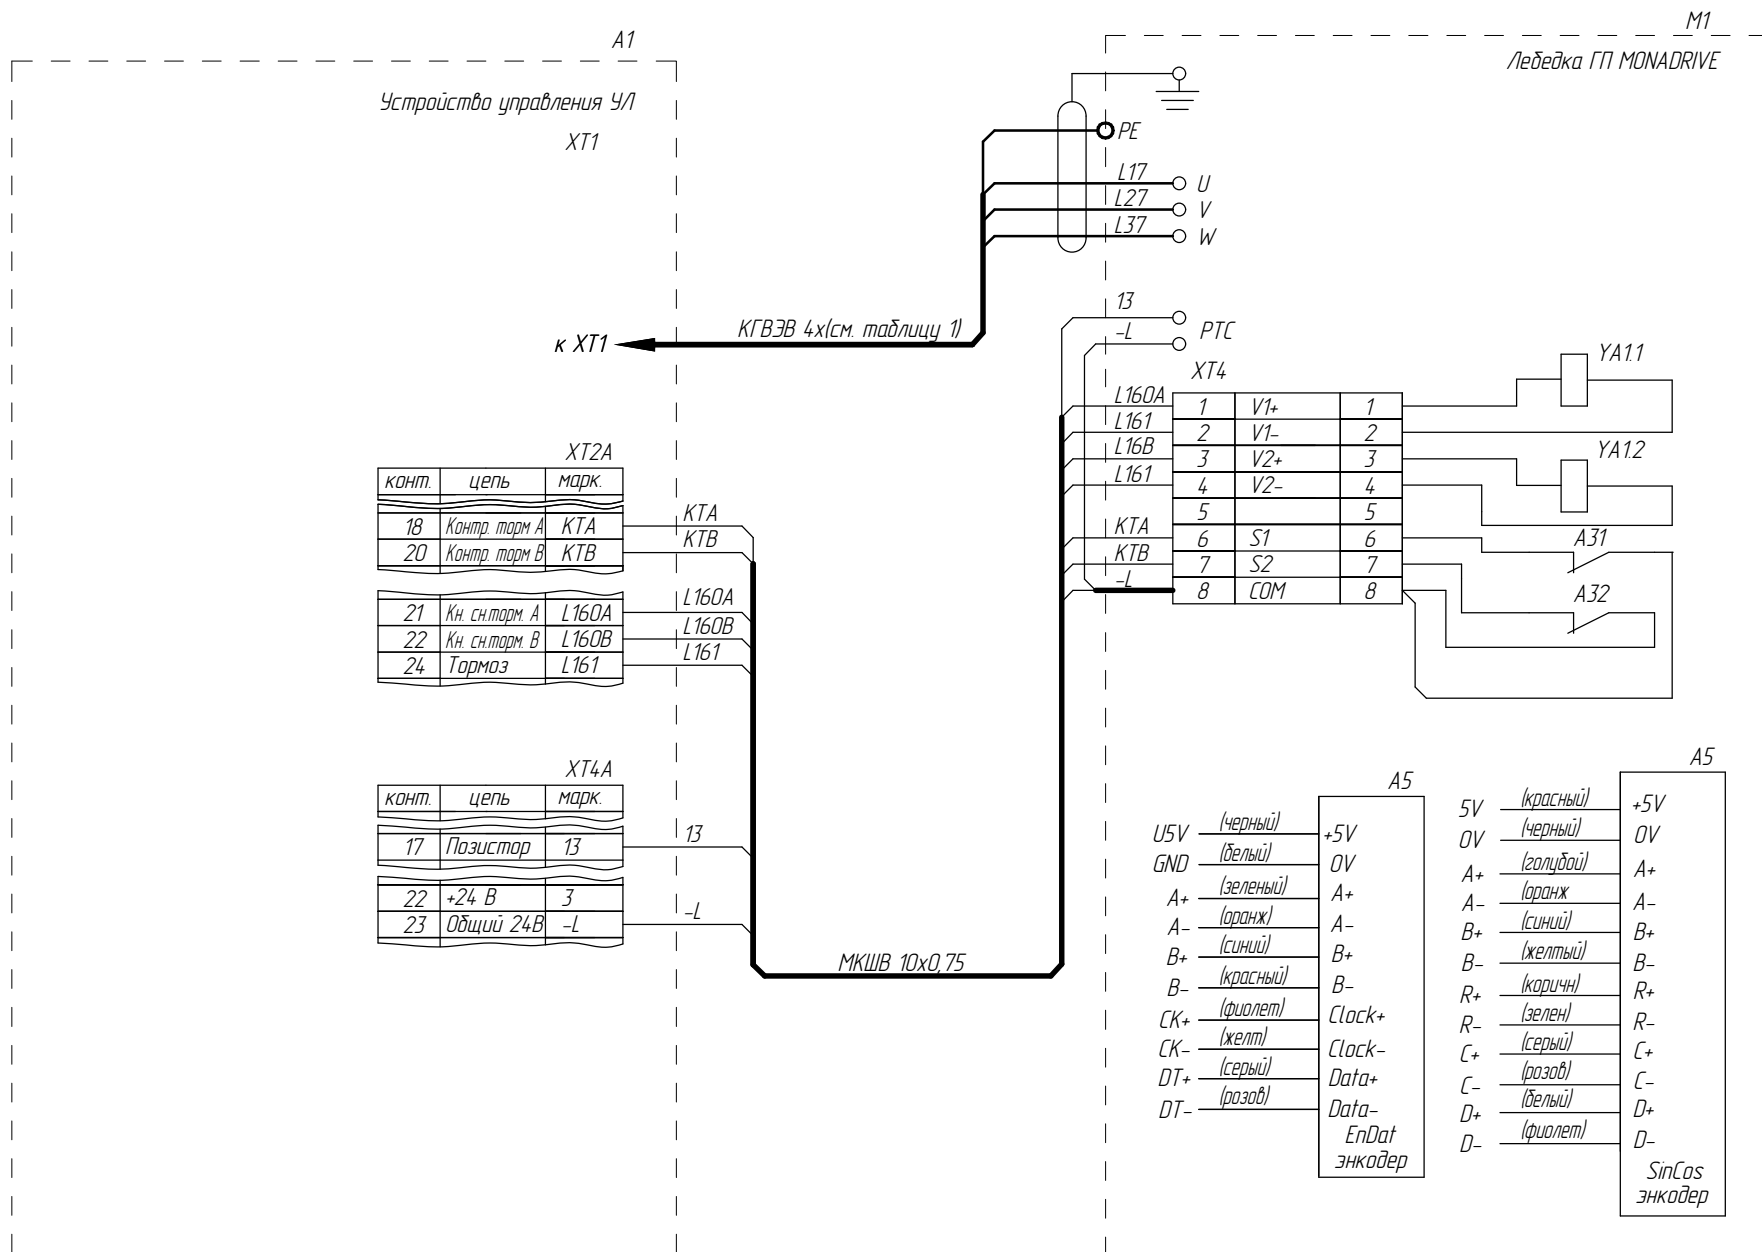 A1
Устройство управления УЛ
XT1
M1
Лебедка ГП MONADRIVE
PE
L17
U
L27
V
L37
W
к XT1
КГВЭВ 4х(см. таблицу 1)
13
-L
PTC
XT4
L160A
1 V1+ 1
L161
2 V1- 2
L16B
3 V2+ 3
L161
4 V2- 4
5 5
KTA
6 S1 6
KTB
7 S2 7
-L
8 COM 8
YA1.1
YA1.2
A31
A32
XT2A
конт. цепь марк.
18 Контр. торм А КТА
20 Контр. торм В КТВ
21 Кн. сн.торм. А L160A
22 Кн. сн.торм. В L160B
24 Тормоз L161
KTA
KTB
L160A
L160B
L161
XT4A
конт. цепь марк.
17 Позистор 13
22 +24 В 3
23 Общий 24В -L
13
-L
МКШВ 10х0,75
A5
U5V (черный) +5V
GND (белый) 0V
A+ (зеленый) A+
A- (оранж) A-
B+ (синий) B+
B- (красный) B-
CK+ (фиолет) Clock+
CK- (желт) Clock-
DT+ (серый) Data+
DT- (розов) Data-
EnDat
энкодер
A5
5V (красный) +5V
0V (черный) 0V
A+ (голубой) A+
A- (оранж A-
B+ (синий) B+
B- (желтый) B-
R+ (коричн) R+
R- (зелен) R-
C+ (серый) C+
C- (розов) C-
D+ (белый) D+
D- (фиолет) D-
SinCos
энкодер